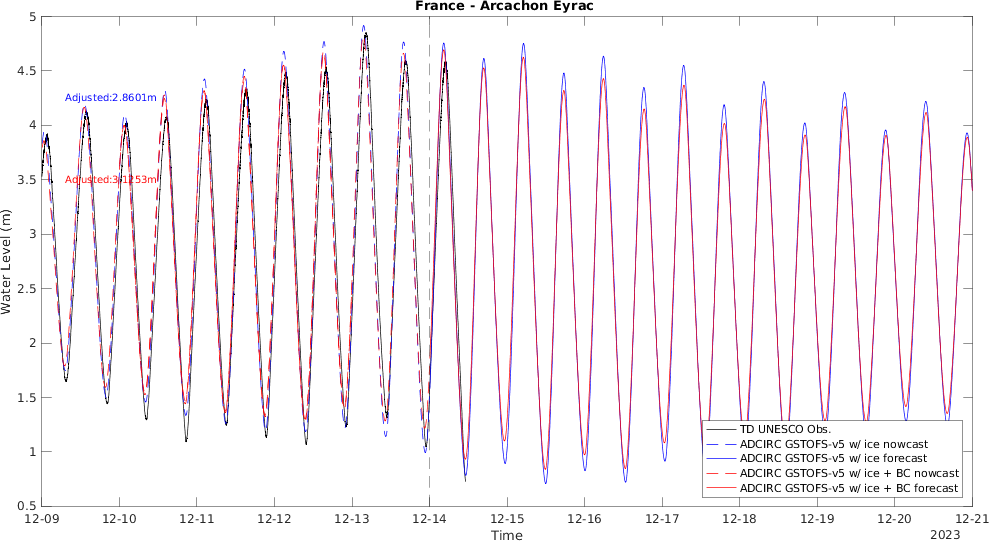 France - Arcachon Eyrac
Water Level (m)
5
4.5
4
3.5
3
2.5
2
1.5
1
0.5
Adjusted:2.8601m
Adjusted:3.1253m
TD UNESCO Obs.
ADCIRC GSTOFS-v5 w/ ice nowcast
ADCIRC GSTOFS-v5 w/ ice forecast
ADCIRC GSTOFS-v5 w/ ice + BC nowcast
ADCIRC GSTOFS-v5 w/ ice + BC forecast
12-09 12-10 12-11 12-12 12-13 12-14 12-15 12-16 12-17 12-18 12-19 12-20 12-21
Time
2023